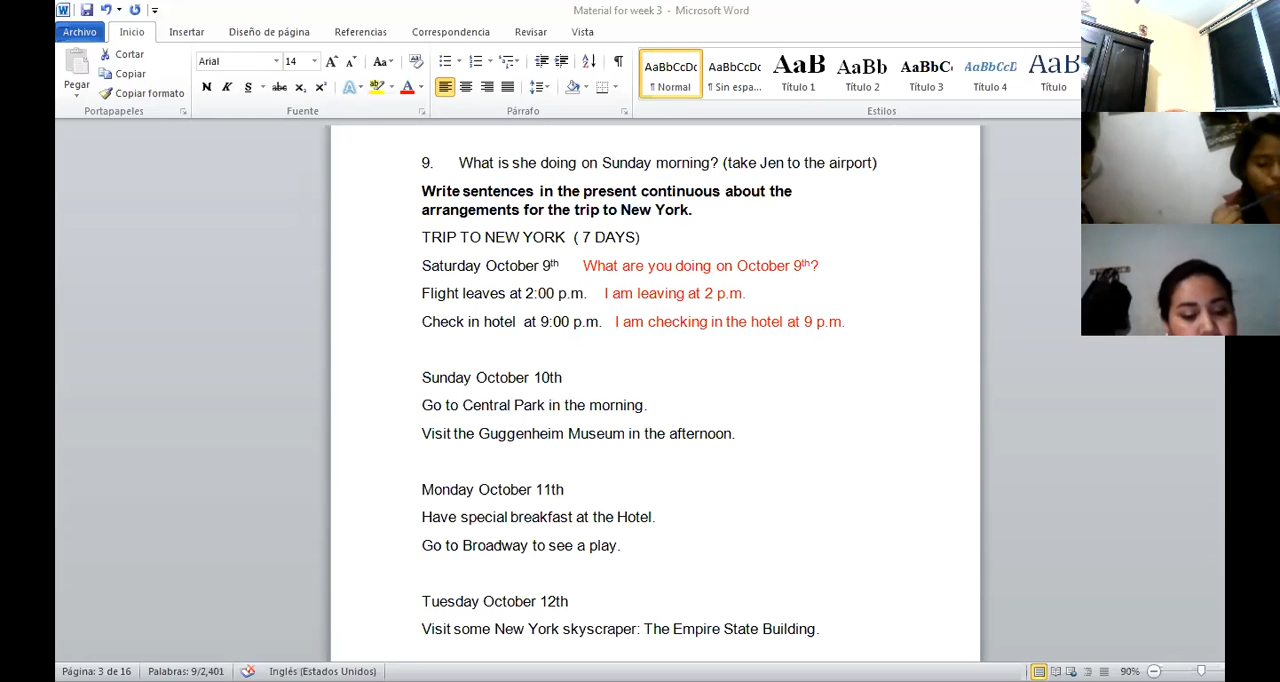 Material for week 3 - Microsoft Word
Archivo Inicio Insertar Diseño de página Referencias Correspondencia Revisar Vista
Cortar
Copiar
Copiar formato
Pegar
Portapapeles
Arial 14
Fuente
Párrafo
AaBbCcDc AaBbCcDc AaB AaBb AaBbC AaBbCcD AaB
¶ Normal ¶ Sin espa... Título 1 Título 2 Título 3 Título 4 Título
Estilos
9. What is she doing on Sunday morning? (take Jen to the airport)
Write sentences in the present continuous about the
arrangements for the trip to New York.
TRIP TO NEW YORK ( 7 DAYS)
Saturday October 9th What are you doing on October 9th?
Flight leaves at 2:00 p.m. I am leaving at 2 p.m.
Check in hotel at 9:00 p.m. I am checking in the hotel at 9 p.m.
Sunday October 10th
Go to Central Park in the morning.
Visit the Guggenheim Museum in the afternoon.
Monday October 11th
Have special breakfast at the Hotel.
Go to Broadway to see a play.
Tuesday October 12th
Visit some New York skyscraper: The Empire State Building.
Página: 3 de 16 Palabras: 9/2,401 Inglés (Estados Unidos) 90%